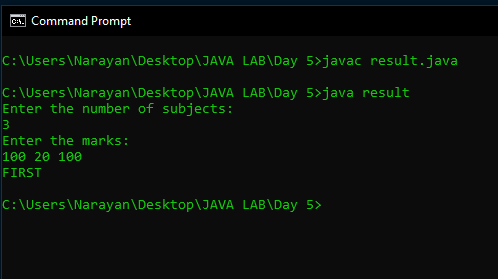 Command Prompt
C:\Users\Narayan\Desktop\JAVA LAB\Day 5>javac result.java
C:\Users\Narayan\Desktop\JAVA LAB\Day 5>java result
Enter the number of subjects:
3
Enter the marks:
100 20 100
FIRST
C:\Users\Narayan\Desktop\JAVA LAB\Day 5>